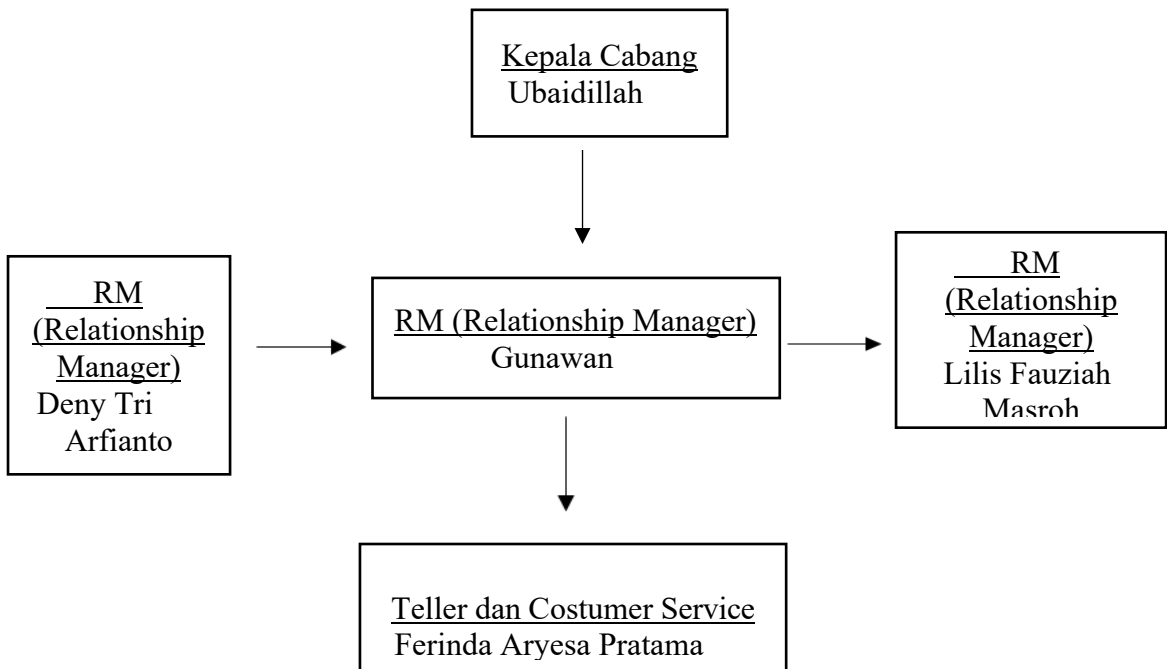 Kepala Cabang
Ubaidillah
RM
(Relationship
Manager)
Deny Tri
Arfianto
RM (Relationship Manager)
Gunawan
RM
(Relationship
Manager)
Lilis Fauziah
Masroh
Teller dan Costumer Service
Ferinda Aryesa Pratama